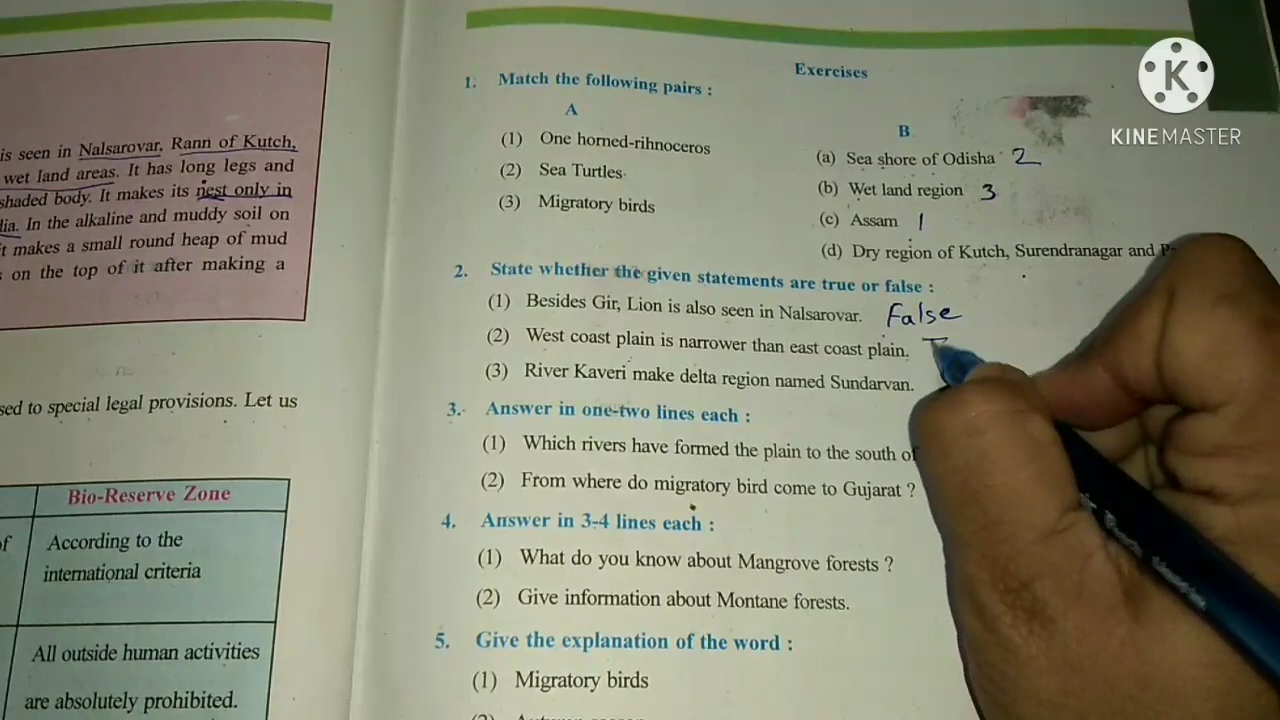 is seen in Nalsarovar, Rann of Kutch,
wet land areas. It has long legs and
shaded body. It makes its nest only in
In the alkaline and muddy soil on
it makes a small round heap of mud
on the top of it after making a
sed to special legal provisions. Let us
Bio-Reserve Zone
of
According to the
international criteria
All outside human activities
are absolutely prohibited.
K
KINEMASTER
Exercises
1. Match the following pairs :
A
B
(1) One horned-rihnoceros
(a) Sea shore of Odisha 2
(2) Sea Turtles
(b) Wet land region 3
(3) Migratory birds
(c) Assam 1
(d) Dry region of Kutch, Surendranagar and
2. State whether the given statements are true or false :
(1) Besides Gir, Lion is also seen in Nalsarovar. False
(2) West coast plain is narrower than east coast plain. T
(3) River Kaveri make delta region named Sundarvan.
3. Answer in one-two lines each :
(1) Which rivers have formed the plain to the south of
(2) From where do migratory bird come to Gujarat ?
4. Answer in 3-4 lines each :
(1) What do you know about Mangrove forests ?
(2) Give information about Montane forests.
5. Give the explanation of the word :
(1) Migratory birds